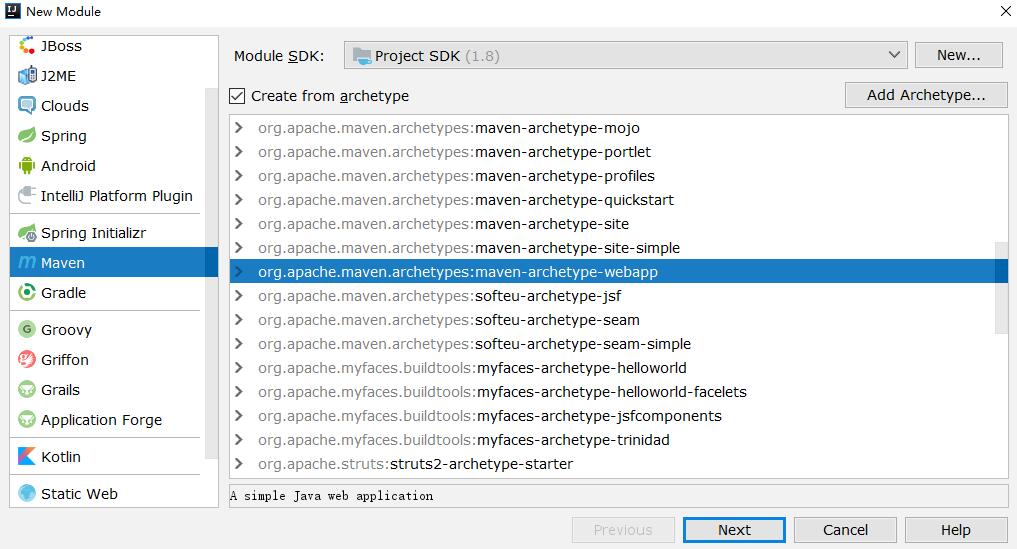 New Module
JBoss
J2ME
Clouds
Spring
Android
IntelliJ Platform Plugin
Spring Initializr
Maven
Gradle
Groovy
Griffon
Grails
Application Forge
Kotlin
Static Web
Module SDK: Project SDK (1.8) New...
Create from archetype Add Archetype...
org.apache.maven.archetypes:maven-archetype-mojo
org.apache.maven.archetypes:maven-archetype-portlet
org.apache.maven.archetypes:maven-archetype-profiles
org.apache.maven.archetypes:maven-archetype-quickstart
org.apache.maven.archetypes:maven-archetype-site
org.apache.maven.archetypes:maven-archetype-site-simple
org.apache.maven.archetypes:maven-archetype-webapp
org.apache.maven.archetypes:softeu-archetype-jsf
org.apache.maven.archetypes:softeu-archetype-seam
org.apache.maven.archetypes:softeu-archetype-seam-simple
org.apache.myfaces.buildtools:myfaces-archetype-helloworld
org.apache.myfaces.buildtools:myfaces-archetype-helloworld-facelets
org.apache.myfaces.buildtools:myfaces-archetype-jsfcomponents
org.apache.myfaces.buildtools:myfaces-archetype-trinidad
org.apache.struts:struts2-archetype-starter
A simple Java web application
Previous Next Cancel Help